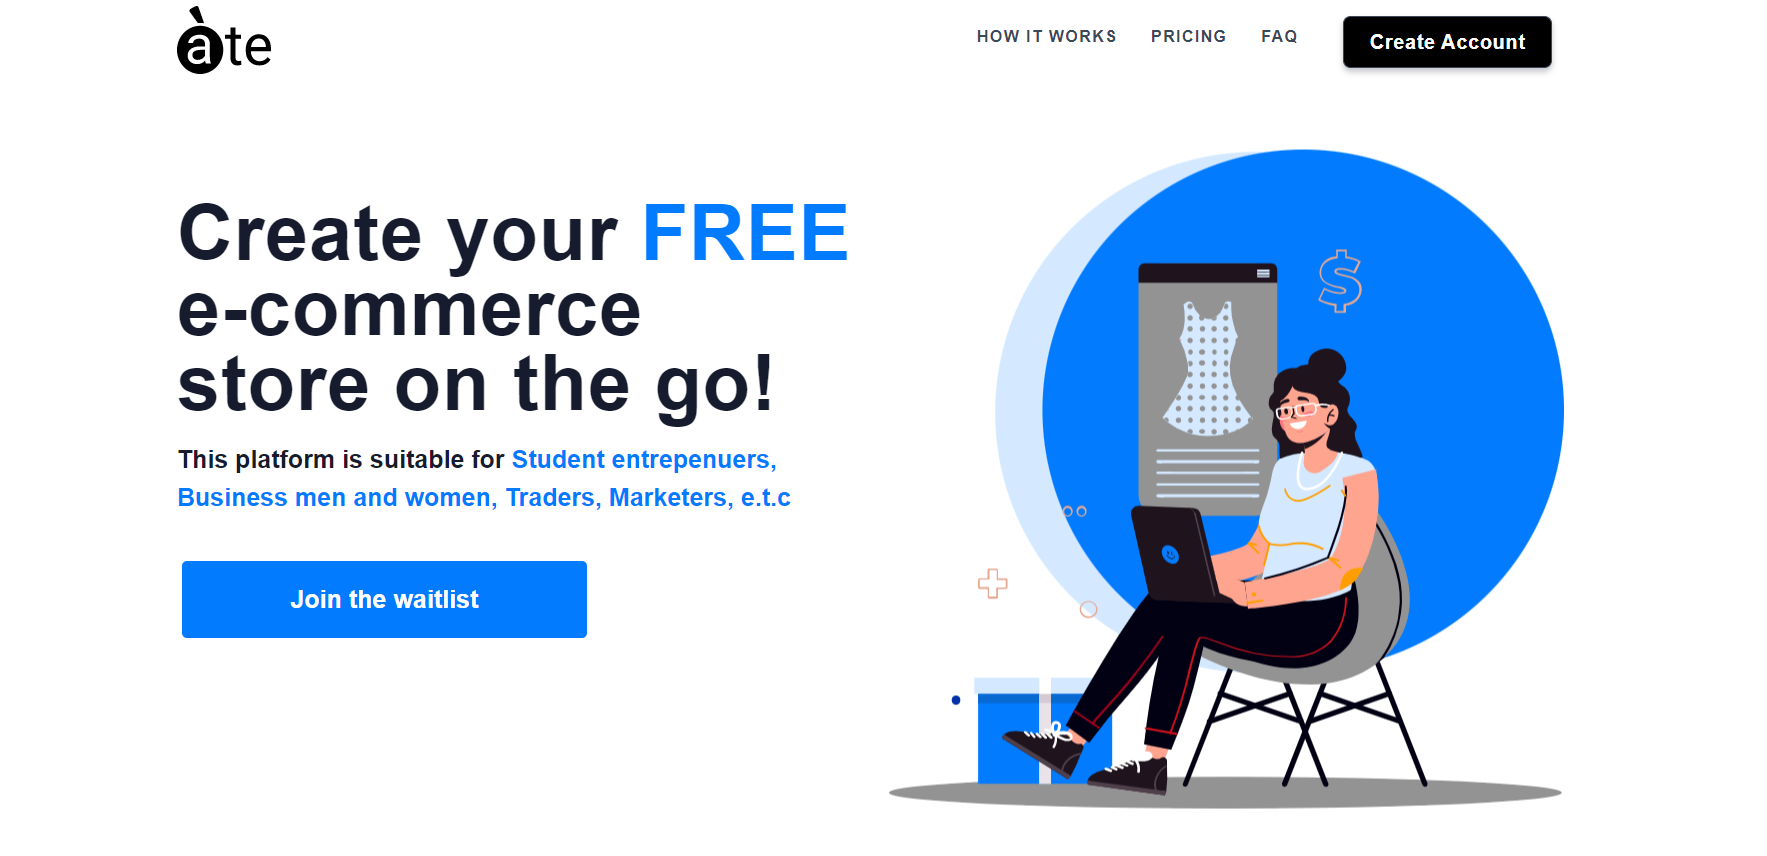 àte
HOW IT WORKS
PRICING
FAQ
Create Account
Create your FREE
e-commerce
store on the go!
This platform is suitable for Student entrepenuers,
Business men and women, Traders, Marketers, e.t.c
Join the waitlist
$